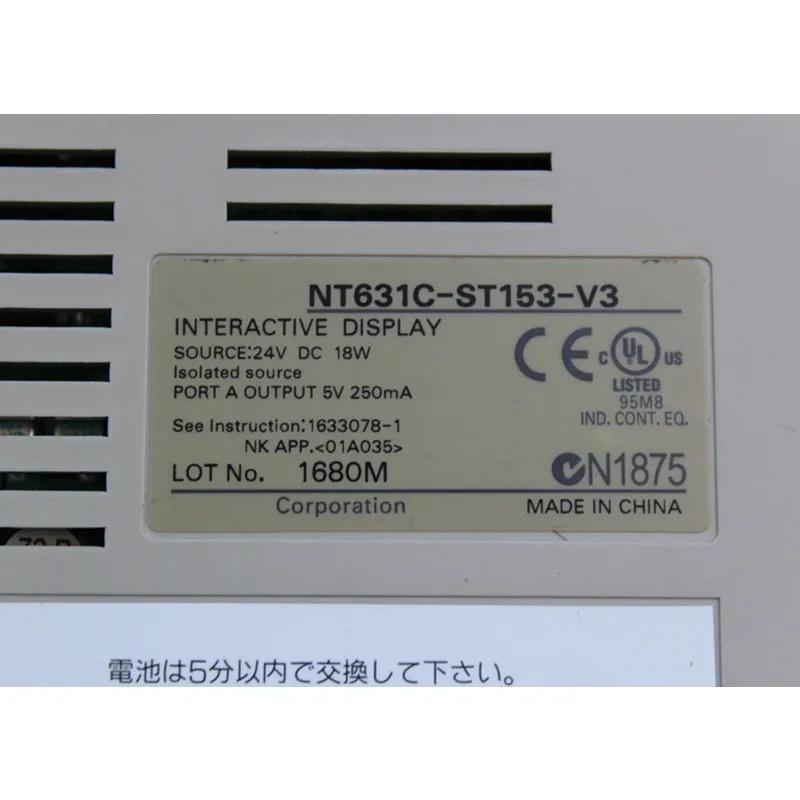 NT631C-ST153-V3
INTERACTIVE DISPLAY
SOURCE:24V DC 18W
Isolated source
PORT A OUTPUT 5V 250mA
See Instruction:1633078-1
NK APP.<01A035>
LOT No. 1680M
Corporation
CE
C UL US
LISTED
95M8
IND. CONT. EQ.
N1875
MADE IN CHINA
電池は5分以内で交換して下さい。